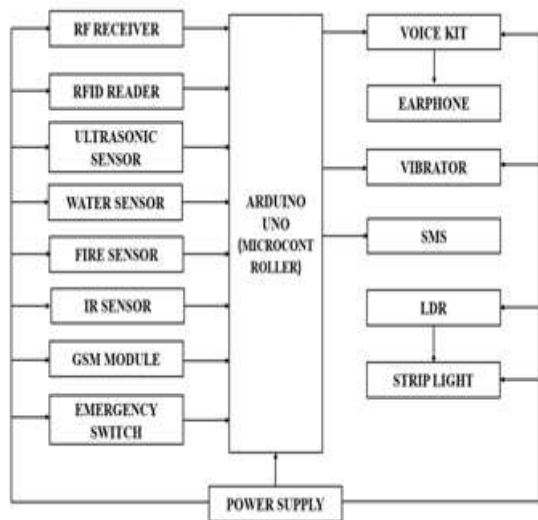 RF RECEIVER
RFID READER
ULTRASONIC
SENSOR
WATER SENSOR
FIRE SENSOR
IR SENSOR
GSM MODULE
EMERGENCY
SWITCH
ARDUINO
UNO
(MICROCONT
ROLLER)
VOICE KIT
EARPHONE
VIBRATOR
SMS
LDR
STRIP LIGHT
POWER SUPPLY